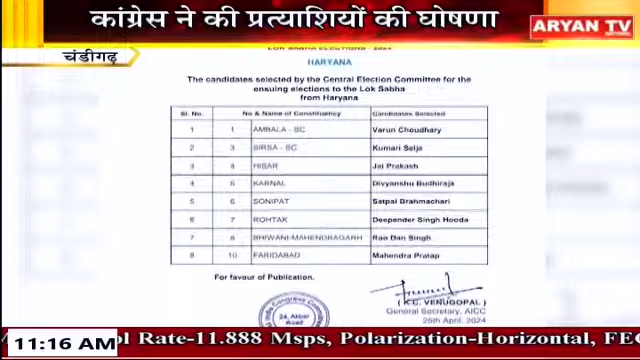 कांग्रेस ने की प्रत्याशियों की घोषणा
ARYAN TV
NATIONAL
चंडीगढ़
LOK SABHA ELECTIONS - 2024
HARYANA
The candidates selected by the Central Election Committee for the
ensuing elections to the Lok Sabha
from Haryana
Sl. No. No & Name of Constituency Candidates Selected
1 1 AMBALA - SC Varun Choudhary
2 3 SIRSA - SC Kumari Selja
3 4 HISAR Jai Prakash
4 5 KARNAL Divyanshu Budhiraja
5 6 SONIPAT Satpal Brahmachari
6 7 ROHTAK Deepender Singh Hooda
7 8 BHIWANI-MAHENDRAGARH Rao Dan Singh
8 10 FARIDABAD Mahendra Pratap
For favour of Publication.
(K.C. VENUGOPAL)
General Secretary, AICC
25th April, 2024
India Congress Committee
24, Akbar
Road
11:16 AM
ol Rate-11.888 Msps, Polarization-Horizontal, FEC